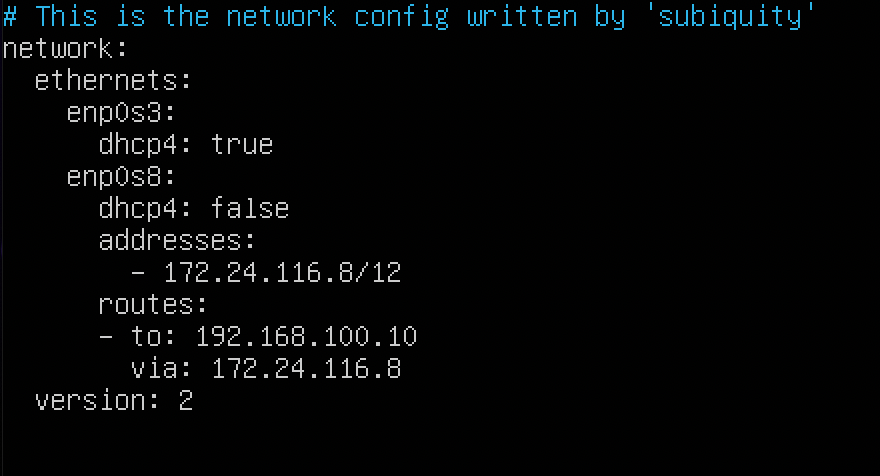 # This is the network config written by 'subiquity'
network:
  ethernets:
    enp0s3:
      dhcp4: true
    enp0s8:
      dhcp4: false
      addresses:
        - 172.24.116.8/12
      routes:
      - to: 192.168.100.10
        via: 172.24.116.8
  version: 2